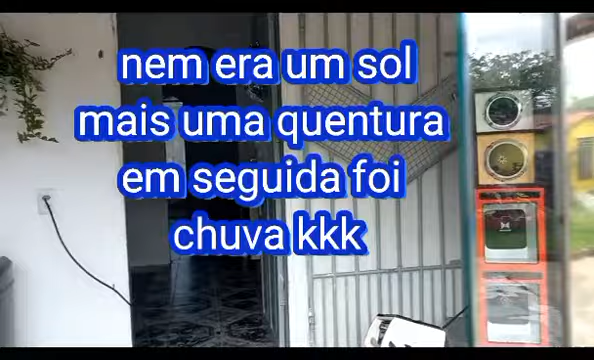 nem era um sol
mais uma quentura
em seguida foi
chuva kkk